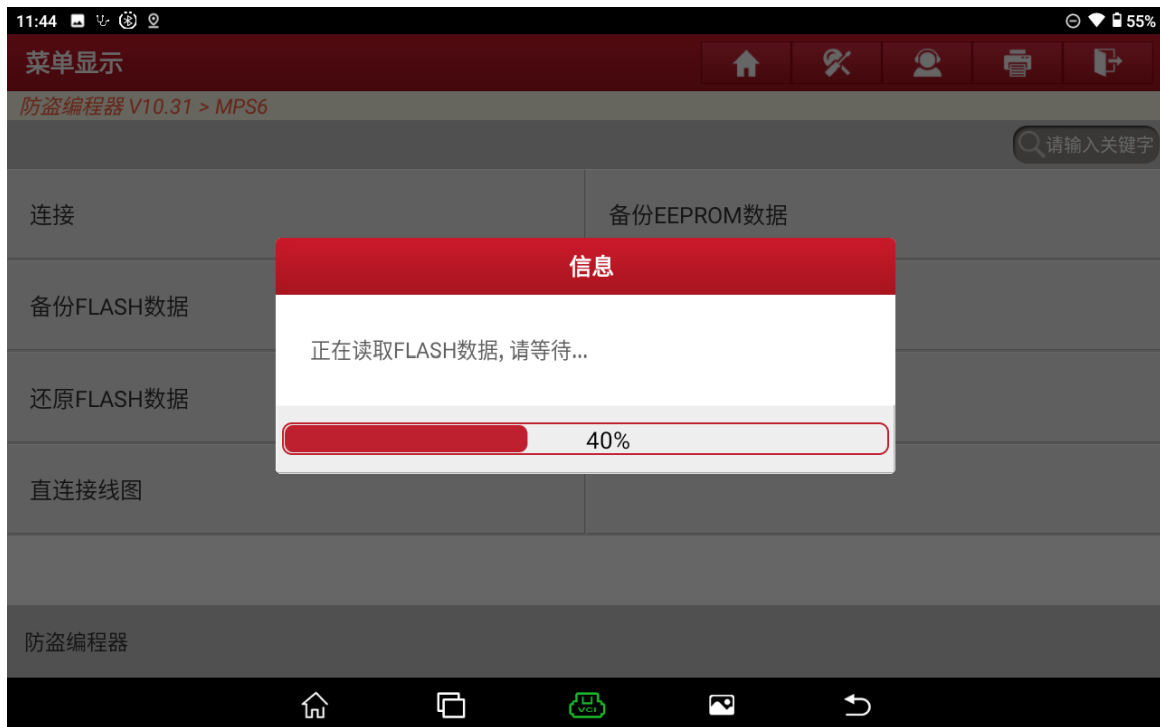 11:44 55%
菜单显示
防盗编程器 V10.31 > MPS6
请输入关键字
连接 备份EEPROM数据
信息
备份FLASH数据
正在读取FLASH数据, 请等待...
还原FLASH数据
40%
直连接线图
防盗编程器
VCI